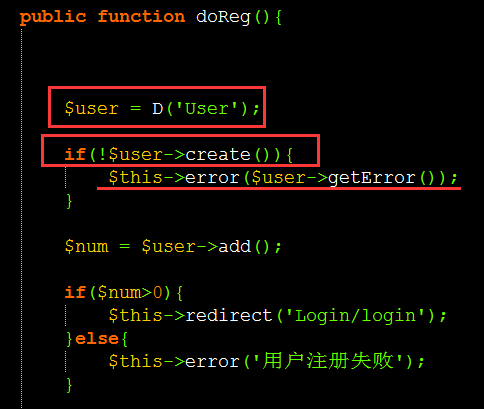 public function doReg(){
$user = D('User');
if(!$user->create()){
$this->error($user->getError());
}
$num = $user->add();
if($num>0){
$this->redirect('Login/login');
}else{
$this->error('用户注册失败');
}